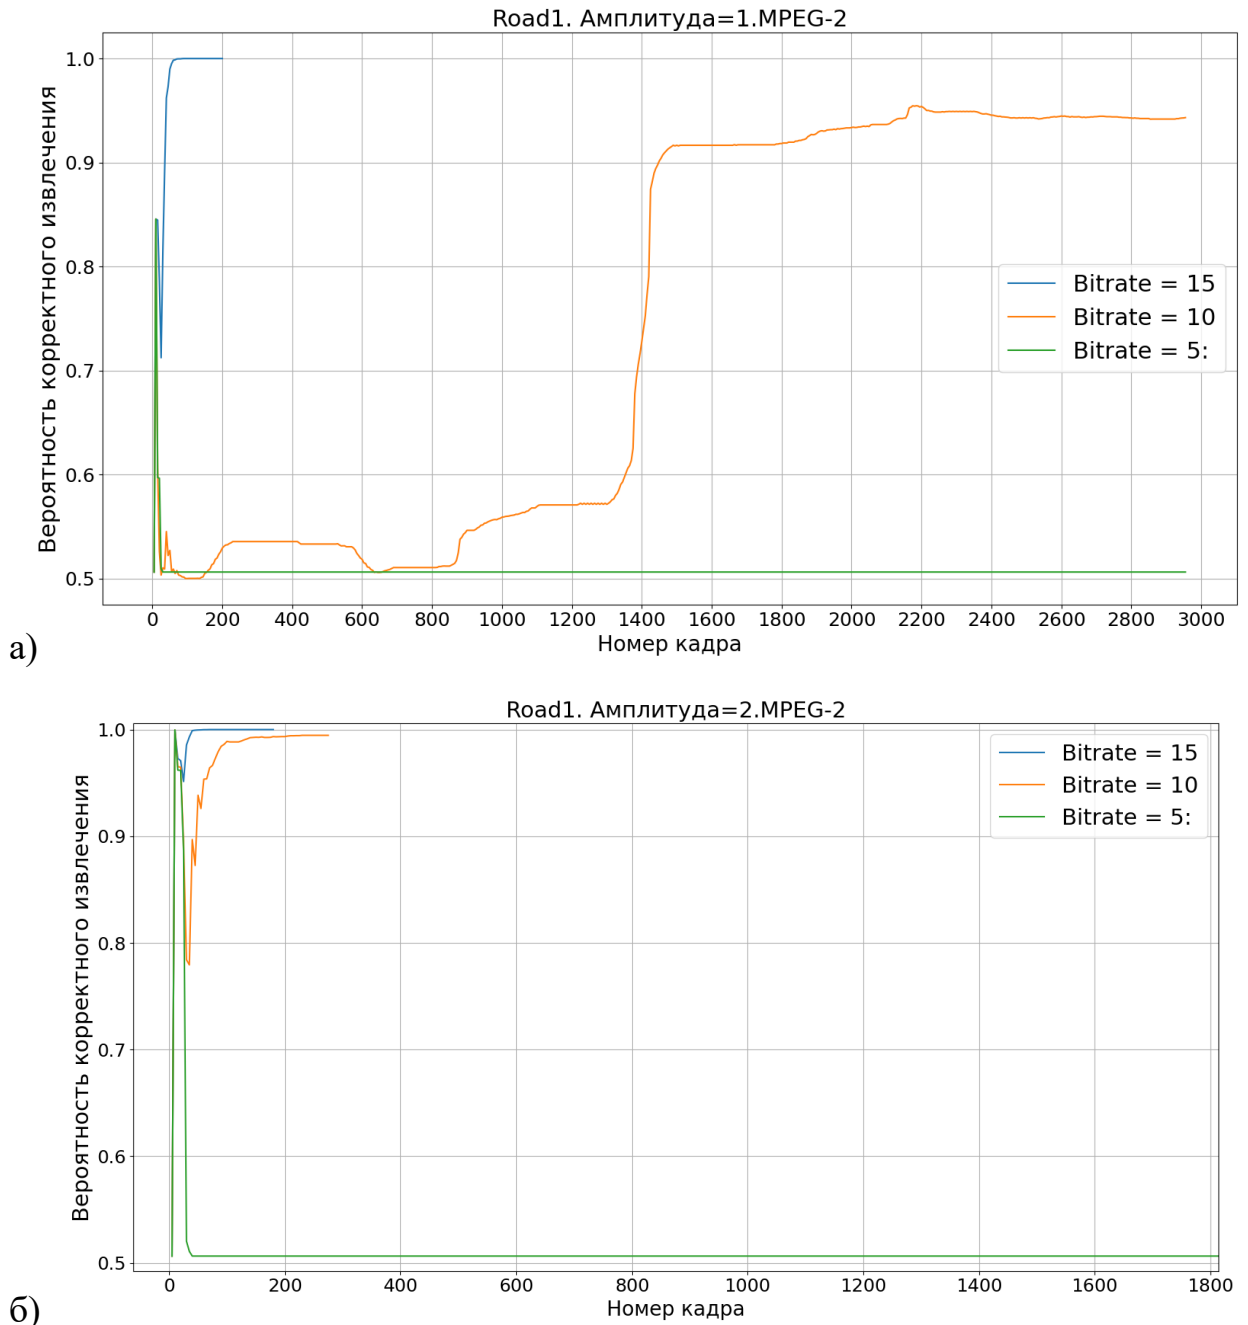 Road1. Амплитуда=1.MPEG-2
Вероятность корректного извлечения
1.0
0.9
0.8
0.7
0.6
0.5
Bitrate = 15
Bitrate = 10
Bitrate = 5:
0 200 400 600 800 1000 1200 1400 1600 1800 2000 2200 2400 2600 2800 3000
Номер кадра
а)
Road1. Амплитуда=2.MPEG-2
Вероятность корректного извлечения
1.0
0.9
0.8
0.7
0.6
0.5
Bitrate = 15
Bitrate = 10
Bitrate = 5:
0 200 400 600 800 1000 1200 1400 1600 1800
Номер кадра
б)